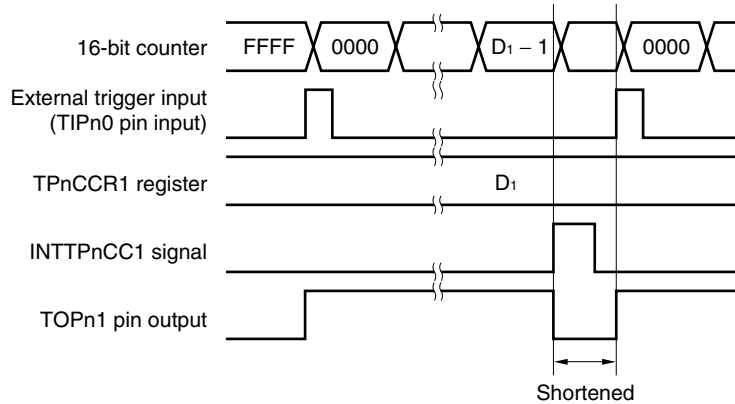 16-bit counter FFFF 0000 D1 − 1 0000
External trigger input
(TIPn0 pin input)
TPnCCR1 register D1
INTTPnCC1 signal
TOPn1 pin output
Shortened